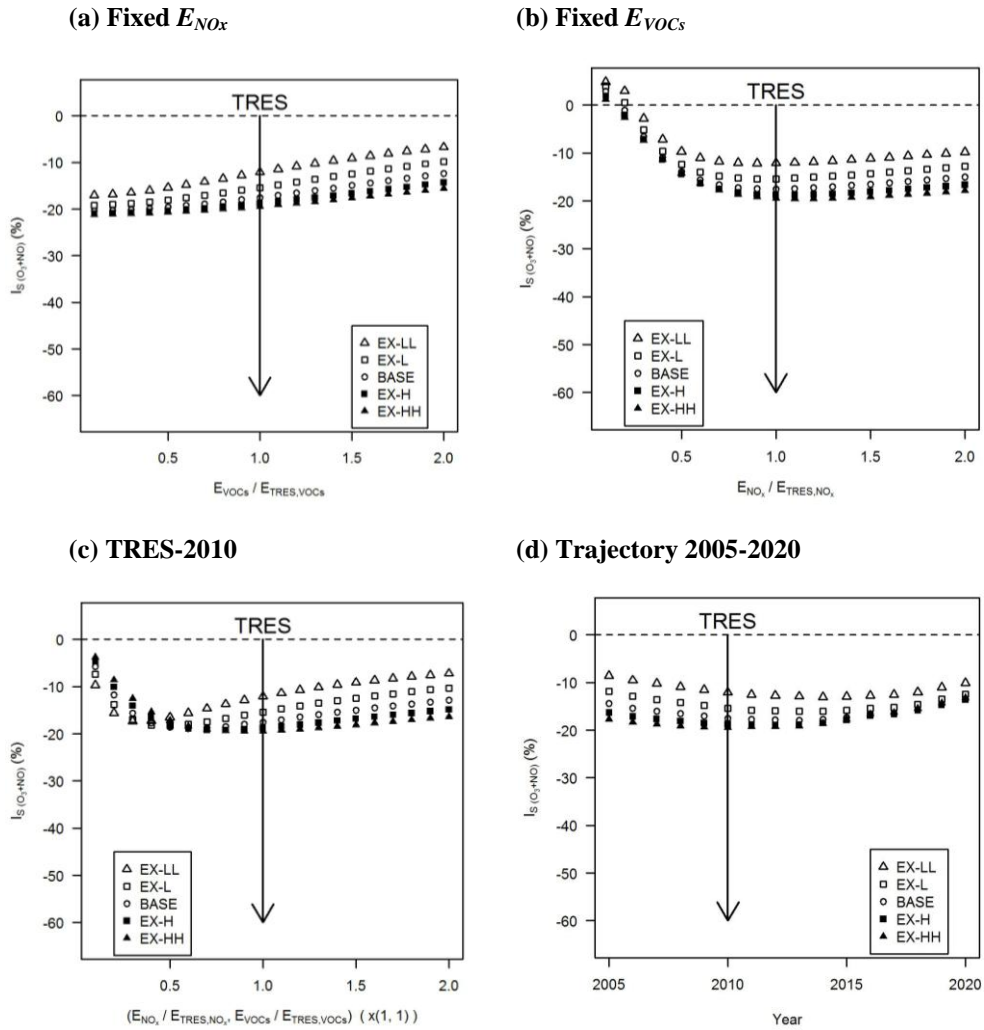 (a) Fixed E_NOx
(b) Fixed E_VOCs
TRES
0
-10
-20
-30
-40
-50
-60
I_S (O₃+NO) (%)
EX-LL
EX-L
BASE
EX-H
EX-HH
0.5 1.0 1.5 2.0
E_VOCs / E_TRES,VOCs
TRES
0
-10
-20
-30
-40
-50
-60
I_S (O₃+NO) (%)
EX-LL
EX-L
BASE
EX-H
EX-HH
0.5 1.0 1.5 2.0
E_NOₓ / E_TRES,NOₓ
(c) TRES-2010
(d) Trajectory 2005-2020
TRES
0
-10
-20
-30
-40
-50
-60
I_S (O₃+NO) (%)
EX-LL
EX-L
BASE
EX-H
EX-HH
0.5 1.0 1.5 2.0
(E_NOₓ / E_TRES,NOₓ, E_VOCs / E_TRES,VOCs) ( x(1, 1) )
TRES
0
-10
-20
-30
-40
-50
-60
I_S (O₃+NO) (%)
EX-LL
EX-L
BASE
EX-H
EX-HH
2005 2010 2015 2020
Year